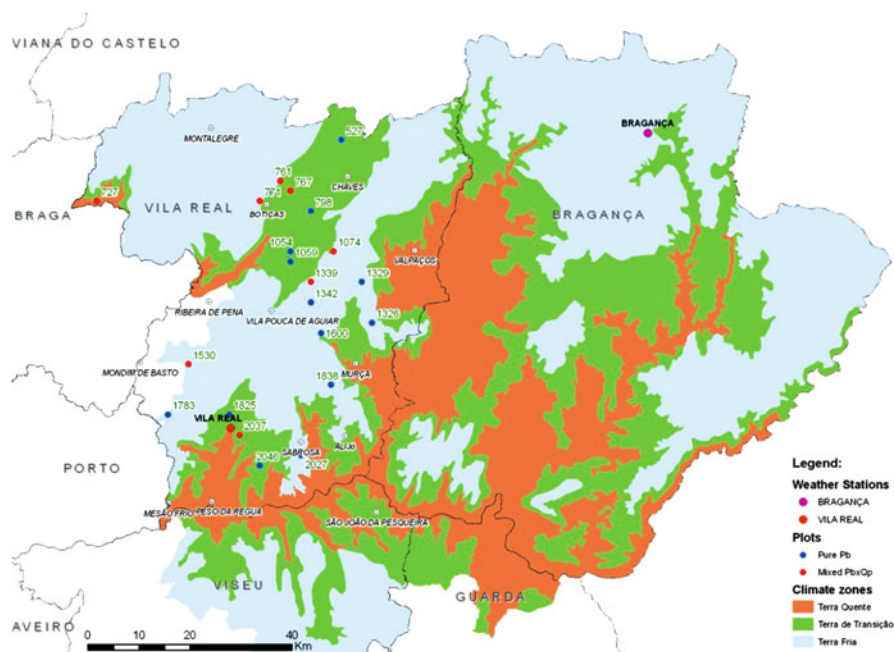 VIANA DO CASTELO
MONTALEGRE
527
BRAGANÇA
761
767
CHAVES
727
771
BRAGA
VILA REAL
BOTICAS
798
BRAGANÇA
1054
1059
1074
VALPAÇOS
1339
1329
RIBEIRA DE PENA
1342
VILA POUCA DE AGUIAR
1326
1600
1530
MONDIM DE BASTO
MURÇA
1838
1783
1825
VILA REAL
2037
SABROSA
ALIJO
PORTO
2046
2027
MESÃO FRIO
PESO DA REGUA
SÃO JOÃO DA PESQUEIRA
VISEU
GUARDA
AVEIRO
0 20 40
Km
Legend:
Weather Stations
BRAGANÇA
VILA REAL
Plots
Pure Pb
Mixed PbxQp
Climate zones
Terra Quente
Terra de Transição
Terra Fria